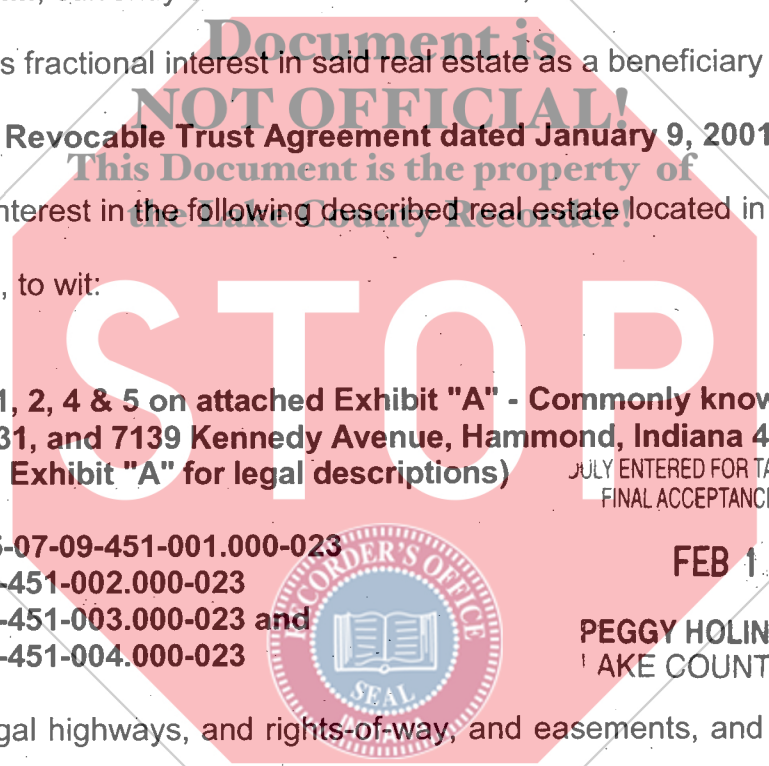 Document is
s fractional interest in said real estate as a beneficiary
NOT OFFICIAL!
Revocable Trust Agreement dated January 9, 2001
This Document is the property of
nterest in the following described real estate located in
the Lake County Recorder!
, to wit:
STOP
1, 2, 4 & 5 on attached Exhibit "A" - Commonly know
31, and 7139 Kennedy Avenue, Hammond, Indiana 4
Exhibit "A" for legal descriptions)
JULY ENTERED FOR TA
FINAL ACCEPTANC
-07-09-451-001.000-023
-451-002.000-023
-451-003.000-023 and
-451-004.000-023
FEB 1
PEGGY HOLIN
AKE COUNT
RECORDER'S OFFICE
SEAL
gal highways, and rights-of-way, and easements, and